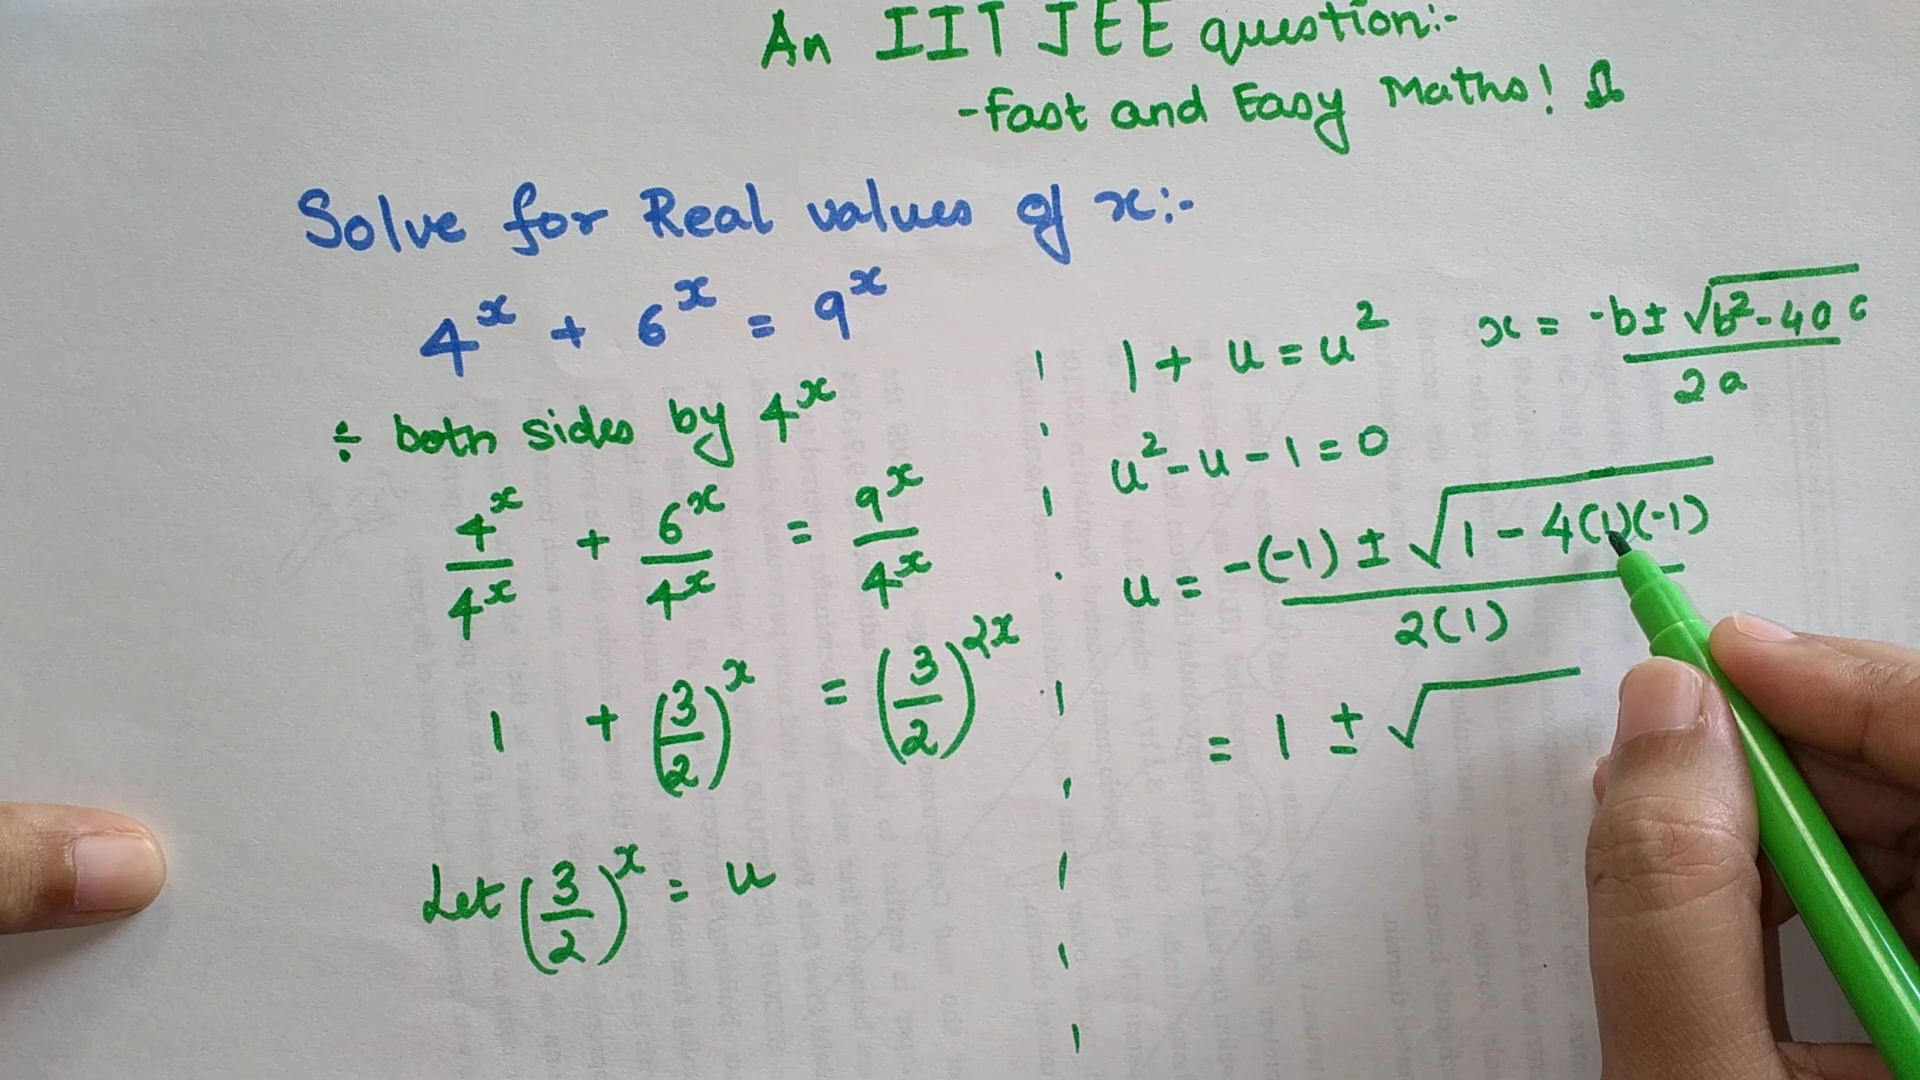 An IIT JEE question:-
-Fast and Easy Maths!
Solve for Real values of x:-
4^x + 6^x = 9^x
÷ both sides by 4^x
4^x/4^x + 6^x/4^x = 9^x/4^x
1 + (3/2)^x = (3/2)^2x
Let (3/2)^x = u
1 + u = u^2
x = -b ± √(b^2 - 4ac) / 2a
u^2 - u - 1 = 0
u = -(-1) ± √(1 - 4(1)(-1)) / 2(1)
= 1 ± √